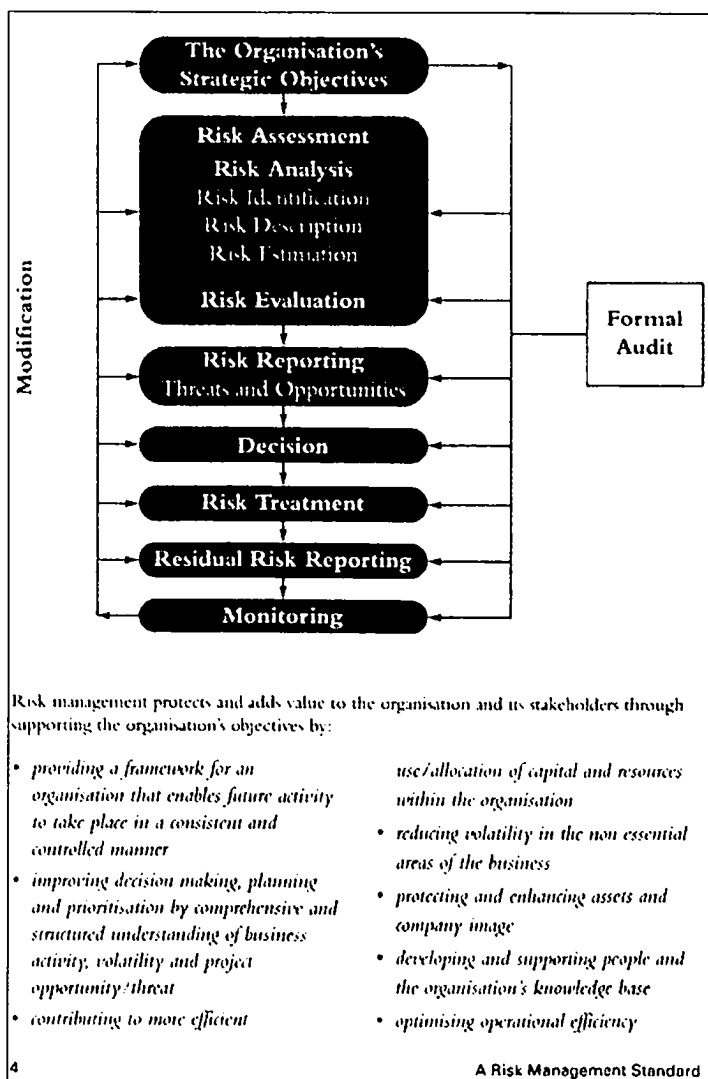 The Organisation's
Strategic Objectives
Risk Assessment
Risk Analysis
Risk Identification
Risk Description
Risk Estimation
Risk Evaluation
Modification
Formal
Audit
Risk Reporting
Threats and Opportunities
Decision
Risk Treatment
Residual Risk Reporting
Monitoring
Risk management protects and adds value to the organisation and its stakeholders through
supporting the organisation's objectives by:
• providing a framework for an
organisation that enables future activity
to take place in a consistent and
controlled manner
• improving decision making, planning
and prioritisation by comprehensive and
structured understanding of business
activity, volatility and project
opportunity/threat
• contributing to more efficient
use/allocation of capital and resources
within the organisation
• reducing volatility in the non essential
areas of the business
• protecting and enhancing assets and
company image
• developing and supporting people and
the organisation's knowledge base
• optimising operational efficiency
4
A Risk Management Standard